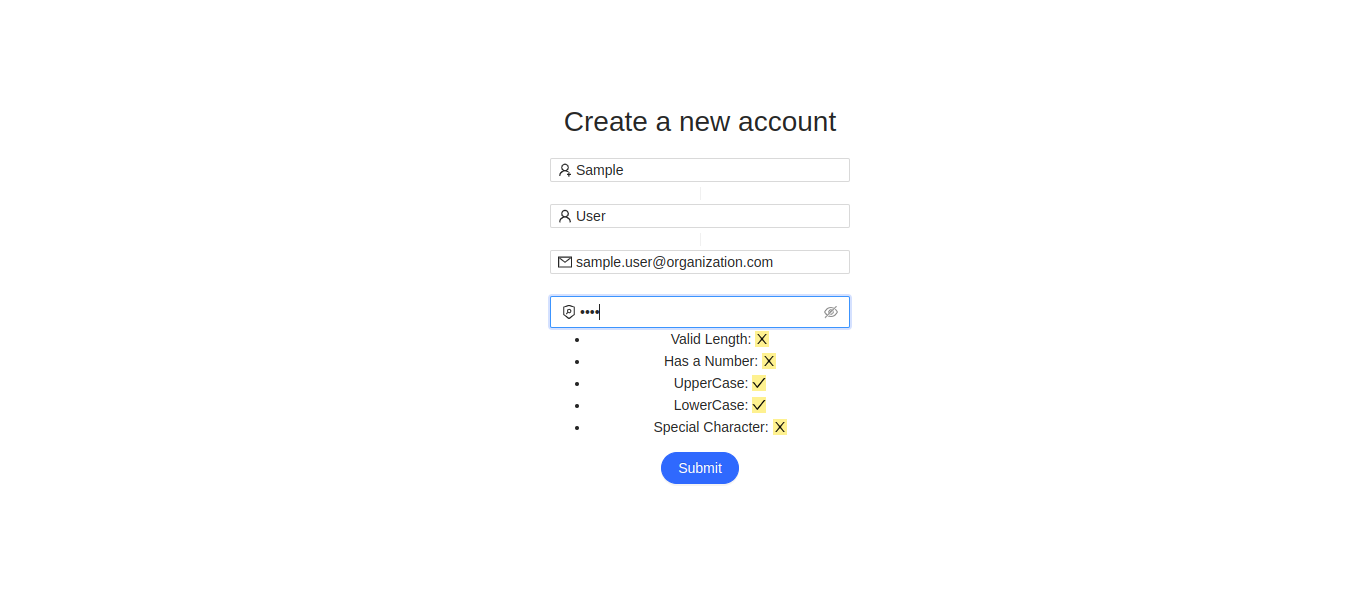 Create a new account
Sample
User
sample.user@organization.com
••••
• Valid Length: X
• Has a Number: X
• UpperCase: ✓
• LowerCase: ✓
• Special Character: X
Submit